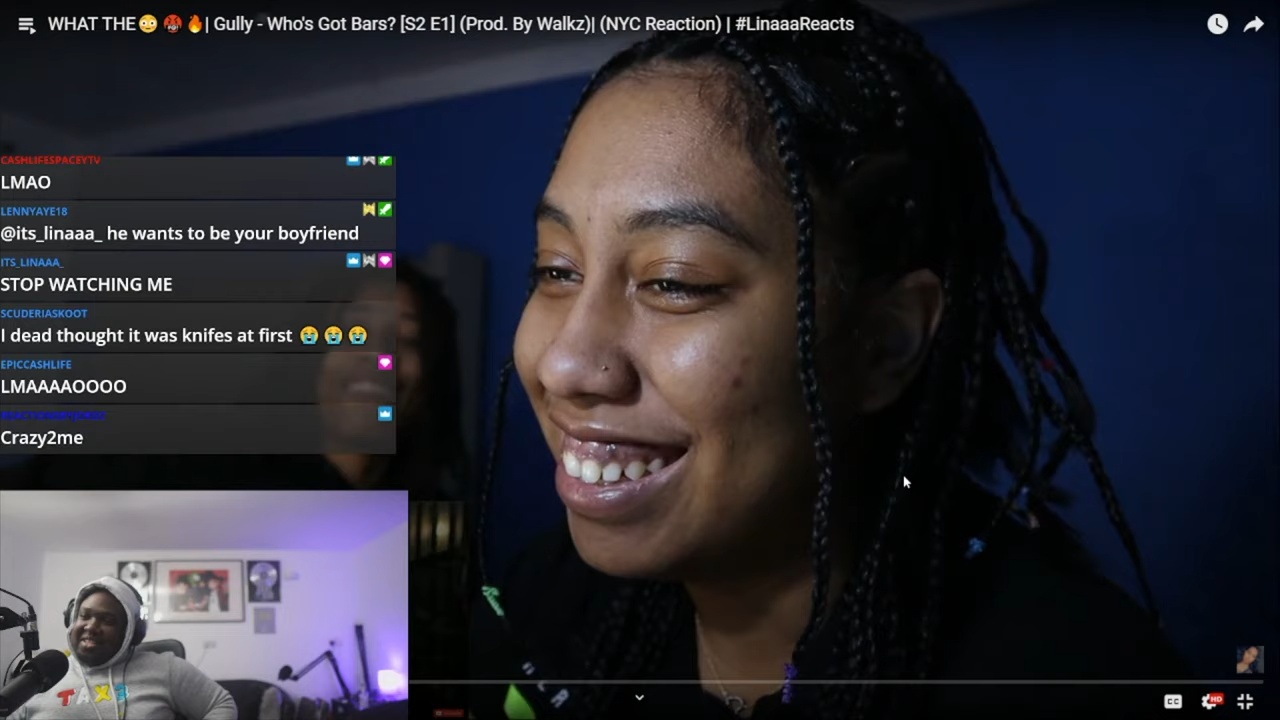 WHAT THE😳 🤬🔥| Gully - Who's Got Bars? [S2 E1] (Prod. By Walkz)| (NYC Reaction) | #LinaaaReacts
CASHLIFESPACEYTV
LMAO
LENNYAYE18
@its_linaaa_ he wants to be your boyfriend
ITS_LINAAA_
STOP WATCHING ME
SCUDERIASKOOT
I dead thought it was knifes at first 😭 😭 😭
EPICCASHLIFE
LMAAAAOOOO
Crazy2me
CC
HD